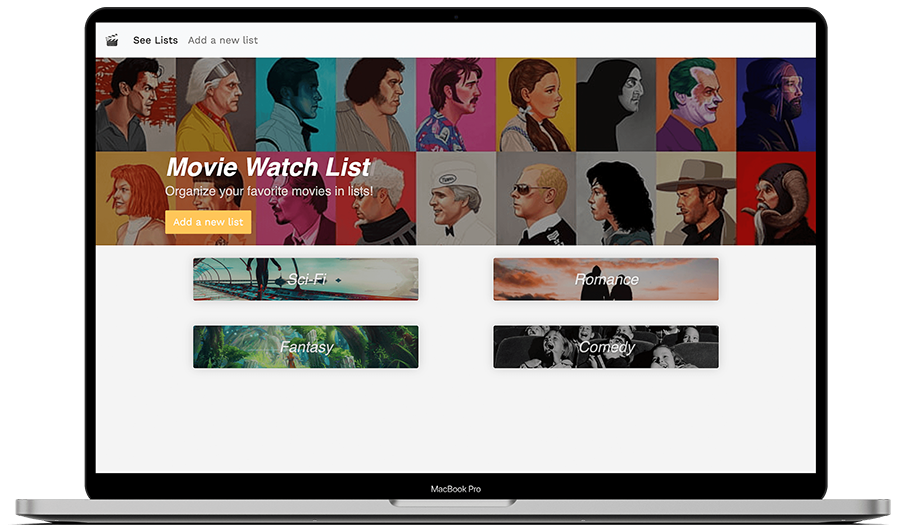 See Lists Add a new list
Movie Watch List
Organize your favorite movies in lists!
Add a new list
Sci-Fi Romance
Fantasy Comedy
MacBook Pro